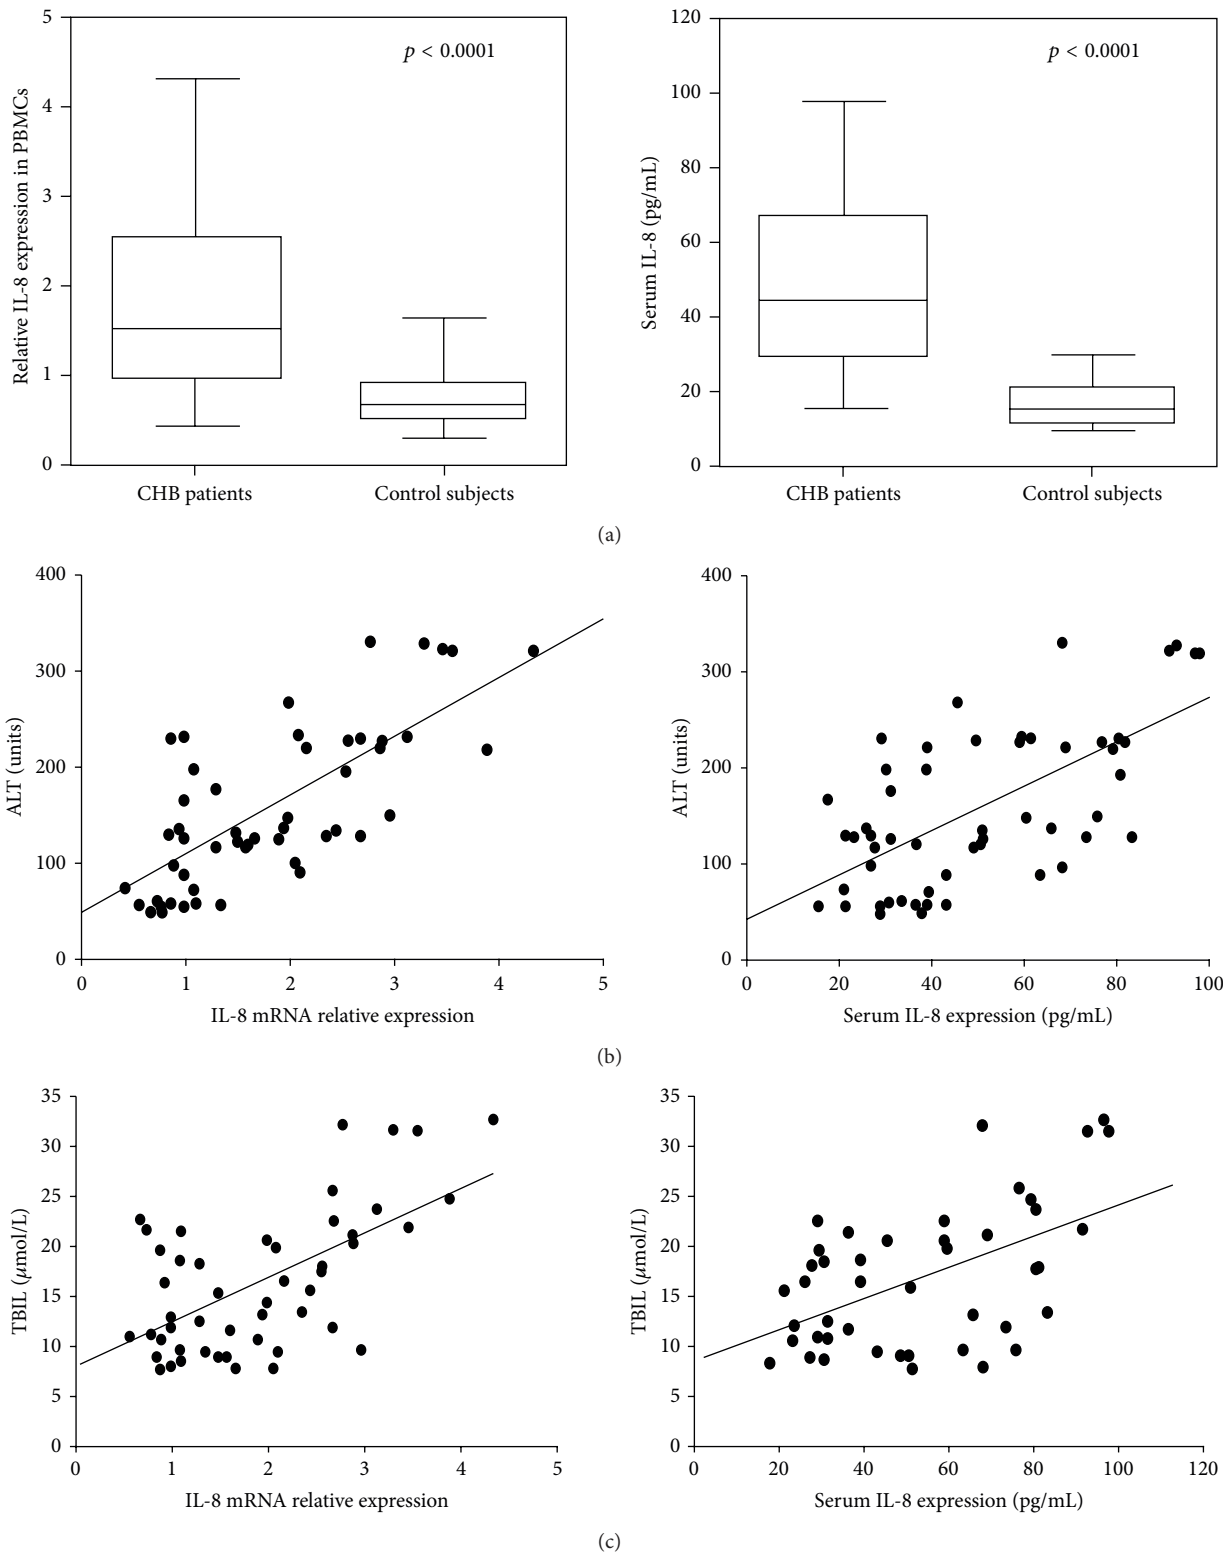 5
4
3
2
1
0
Relative IL-8 expression in PBMCs
p < 0.0001
CHB patients
Control subjects
120
100
80
60
40
20
0
Serum IL-8 (pg/mL)
p < 0.0001
CHB patients
Control subjects
(a)
400
300
200
100
0
ALT (units)
0 1 2 3 4 5
IL-8 mRNA relative expression
400
300
200
100
0
ALT (units)
0 20 40 60 80 100
Serum IL-8 expression (pg/mL)
(b)
35
30
25
20
15
10
5
0
TBIL (μmol/L)
0 1 2 3 4 5
IL-8 mRNA relative expression
35
30
25
20
15
10
5
0
TBIL (μmol/L)
0 20 40 60 80 100 120
Serum IL-8 expression (pg/mL)
(c)